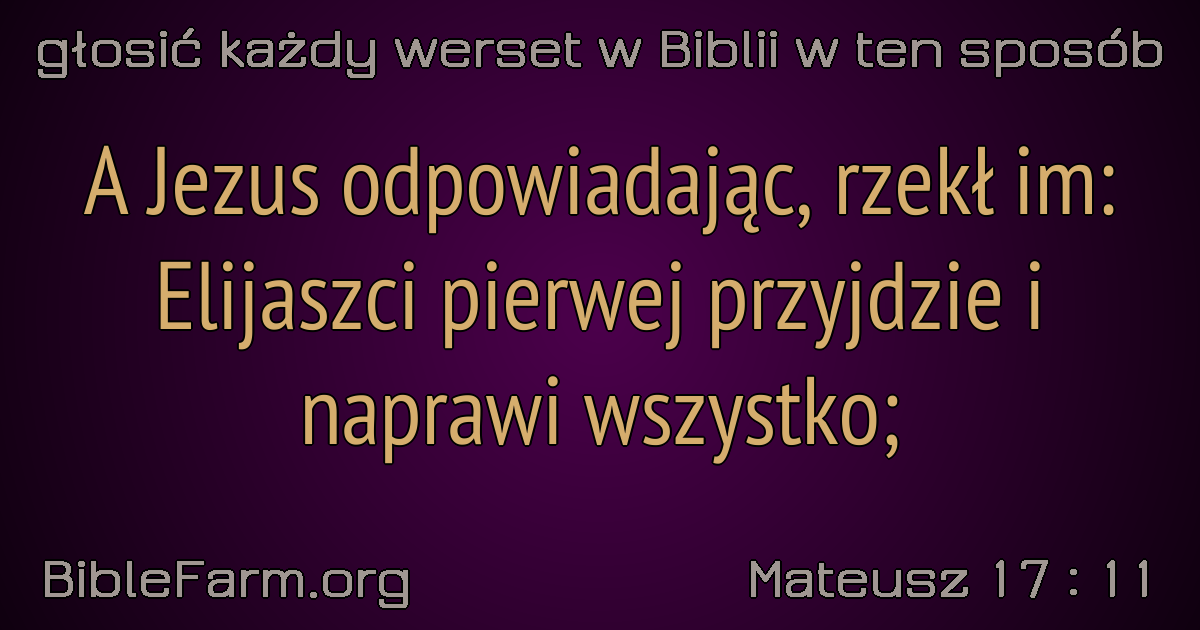 głosić każdy werset w Biblii w ten sposób
A Jezus odpowiadając, rzekł im:
Elijaszci pierwej przyjdzie i
naprawi wszystko;
BibleFarm.org
Mateusz 17 : 11